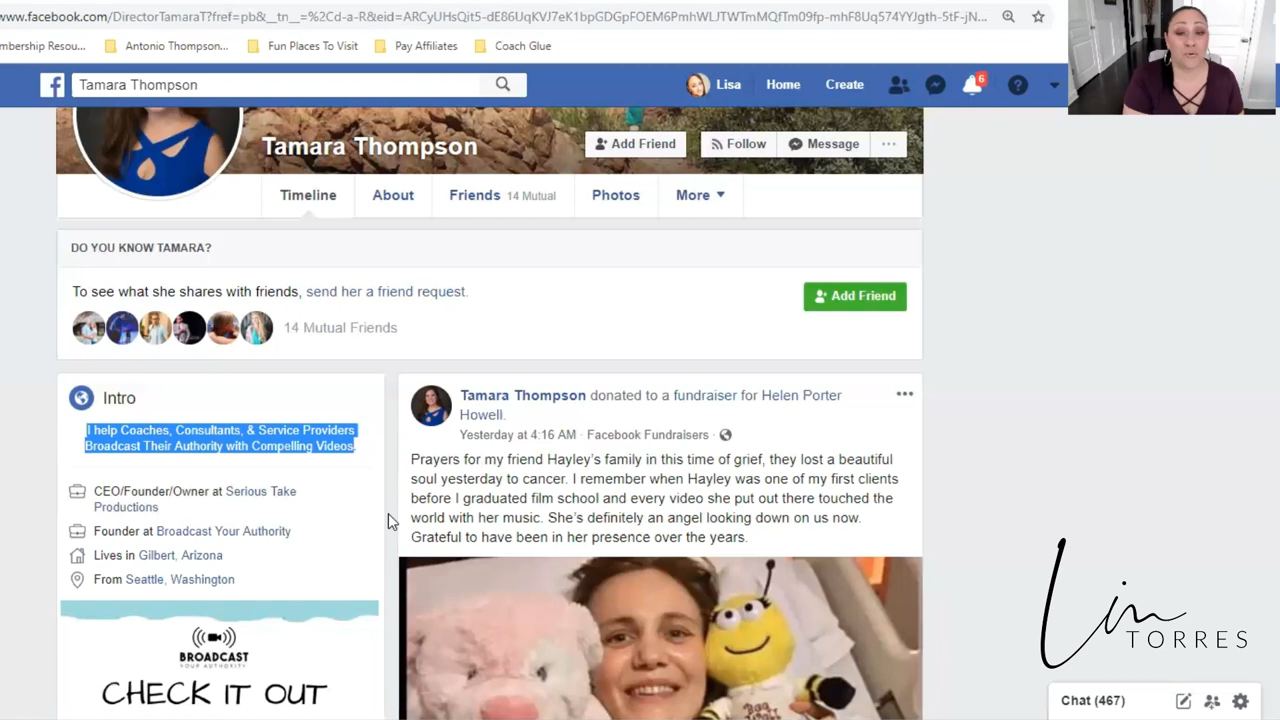 www.facebook.com/DirectorTamaraT?fref=pb&__tn__=%2Cd-a-R&eid=ARCyUHsQit5-dE86UqKVJ7eK1bpGDGpFOEM6PmhWLJTWTmMQfTm09fp-mhF8Uq574YYJgth-5tF-jN...
mbership Resou... Antonio Thompson... Fun Places To Visit Pay Affiliates Coach Glue
Tamara Thompson Lisa Home Create 6
Tamara Thompson Add Friend Follow Message
Timeline About Friends 14 Mutual Photos More
DO YOU KNOW TAMARA?
To see what she shares with friends, send her a friend request.
Add Friend
14 Mutual Friends
Intro
I help Coaches, Consultants, & Service Providers
Broadcast Their Authority with Compelling Videos.
CEO/Founder/Owner at Serious Take
Productions
Founder at Broadcast Your Authority
Lives in Gilbert, Arizona
From Seattle, Washington
BROADCAST
YOUR AUTHORITY
CHECK IT OUT
Tamara Thompson donated to a fundraiser for Helen Porter
Howell.
Yesterday at 4:16 AM · Facebook Fundraisers ·
Prayers for my friend Hayley's family in this time of grief, they lost a beautiful
soul yesterday to cancer. I remember when Hayley was one of my first clients
before I graduated film school and every video she put out there touched the
world with her music. She's definitely an angel looking down on us now.
Grateful to have been in her presence over the years.
Lin
TORRES
Chat (467)